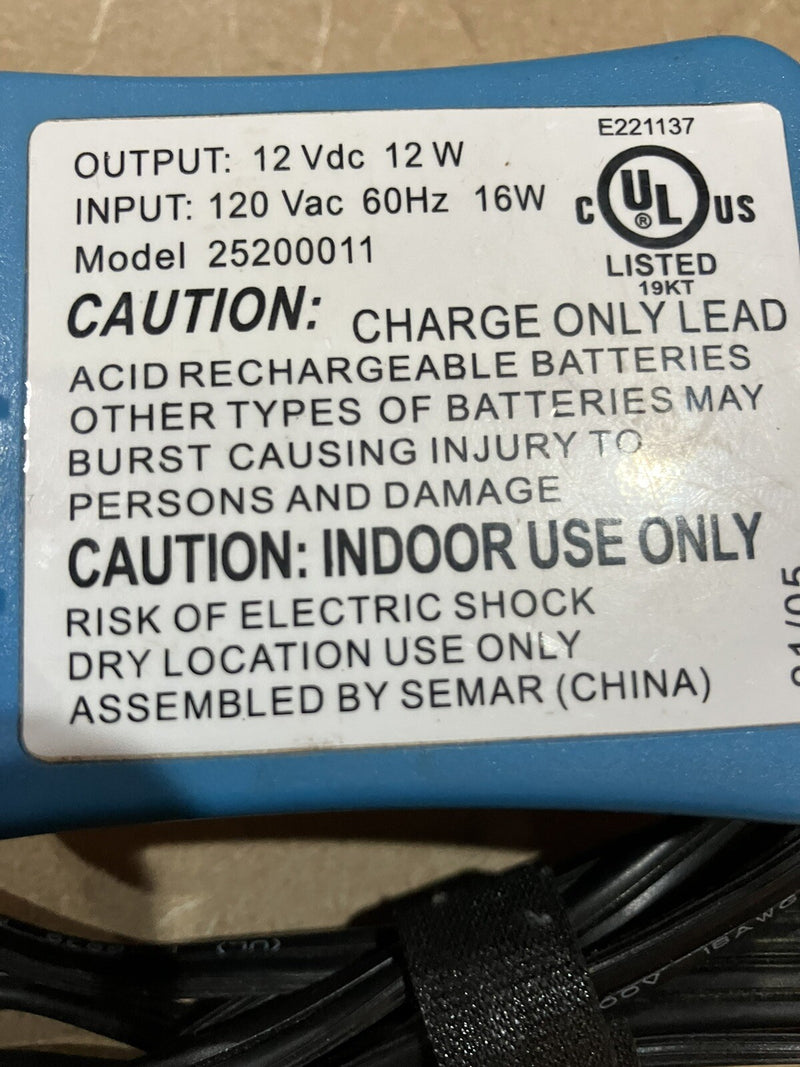 E221137
OUTPUT: 12 Vdc 12 W
INPUT: 120 Vac 60Hz 16W
C UL® US
Model 25200011
LISTED
19KT
CAUTION: CHARGE ONLY LEAD
ACID RECHARGEABLE BATTERIES
OTHER TYPES OF BATTERIES MAY
BURST CAUSING INJURY TO
PERSONS AND DAMAGE
CAUTION: INDOOR USE ONLY
RISK OF ELECTRIC SHOCK
DRY LOCATION USE ONLY
ASSEMBLED BY SEMAR (CHINA)
(UL)
18AWG